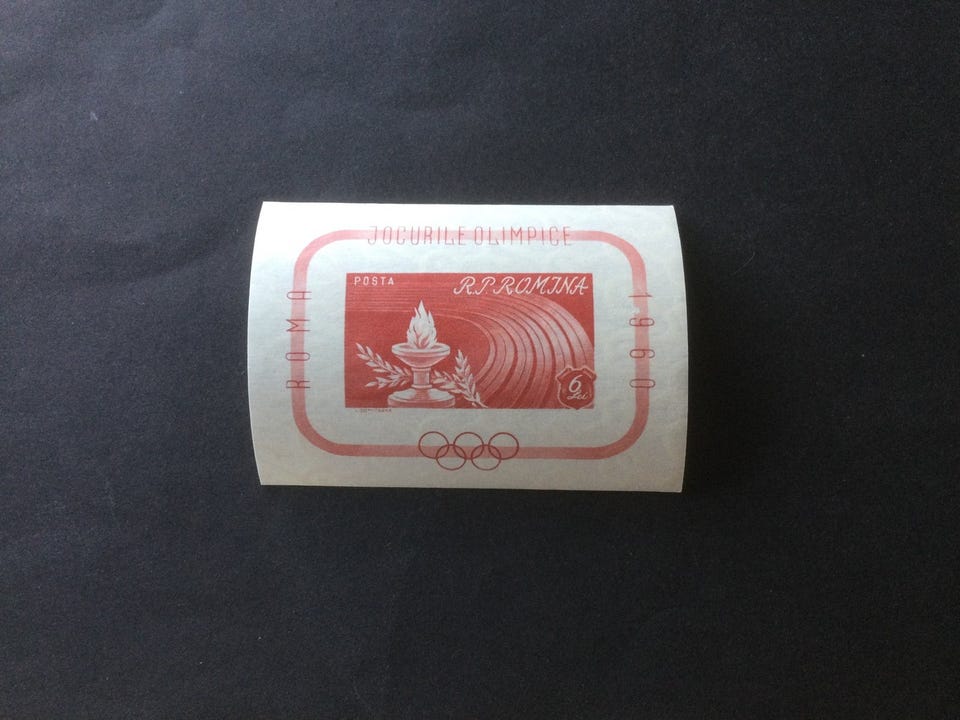 JOCURILE OLIMPICE
POSTA
R.P.ROMINA
ROMA
1960
6
Lei